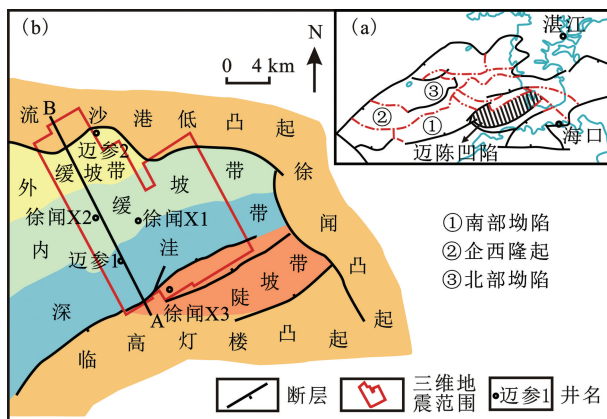 (b)
N
0 4 km
(a)
湛江
③
②
①
海口
迈陈凹陷
流沙港低凸起
B
迈参2
外缓坡带
内缓坡带
徐闻X2
徐闻X1
迈参1
深洼带
陡坡带
A
徐闻X3
徐闻凸起
临高灯楼凸起
①南部坳陷
②企西隆起
③北部坳陷
断层
三维地
震范围
迈参1
井名